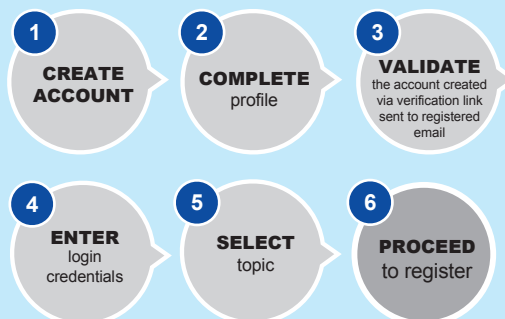 1
CREATE
ACCOUNT
2
COMPLETE
profile
3
VALIDATE
the account created
via verification link
sent to registered
email
4
ENTER
login
credentials
5
SELECT
topic
6
PROCEED
to register